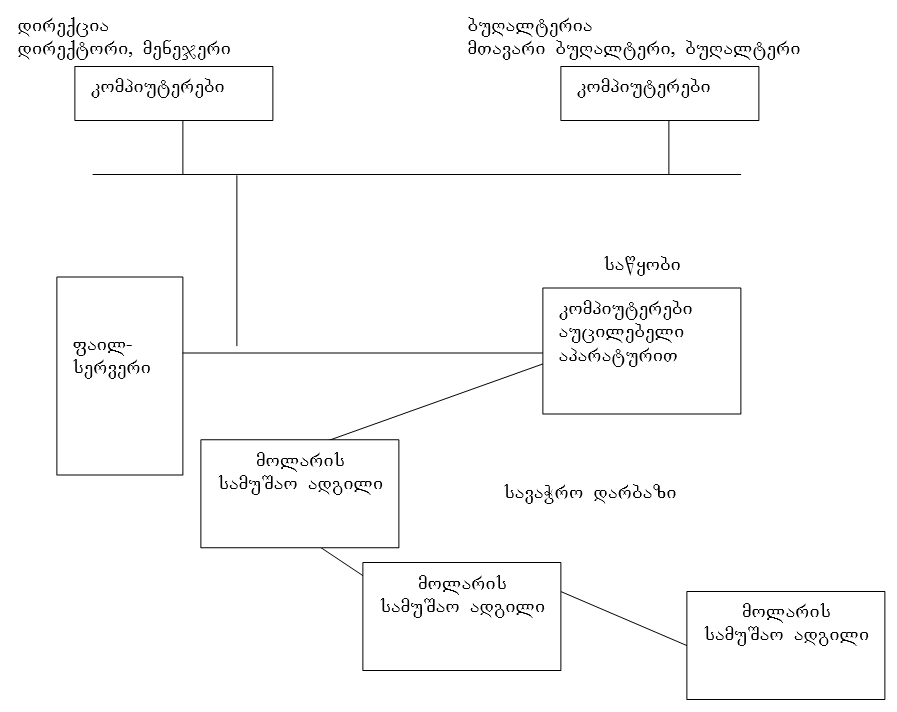 დირექცია
დირექტორი, მენეჯერი
ბუღალტერია
მთავარი ბუღალტერი, ბუღალტერი
კომპიუტერები
კომპიუტერები
საწყობი
კომპიუტერები
აუცილებელი
აპარატურით
ფაილ-
სერვერი
მოლარის
სამუშაო ადგილი
სავაჭრო დარბაზი
მოლარის
სამუშაო ადგილი
მოლარის
სამუშაო ადგილი